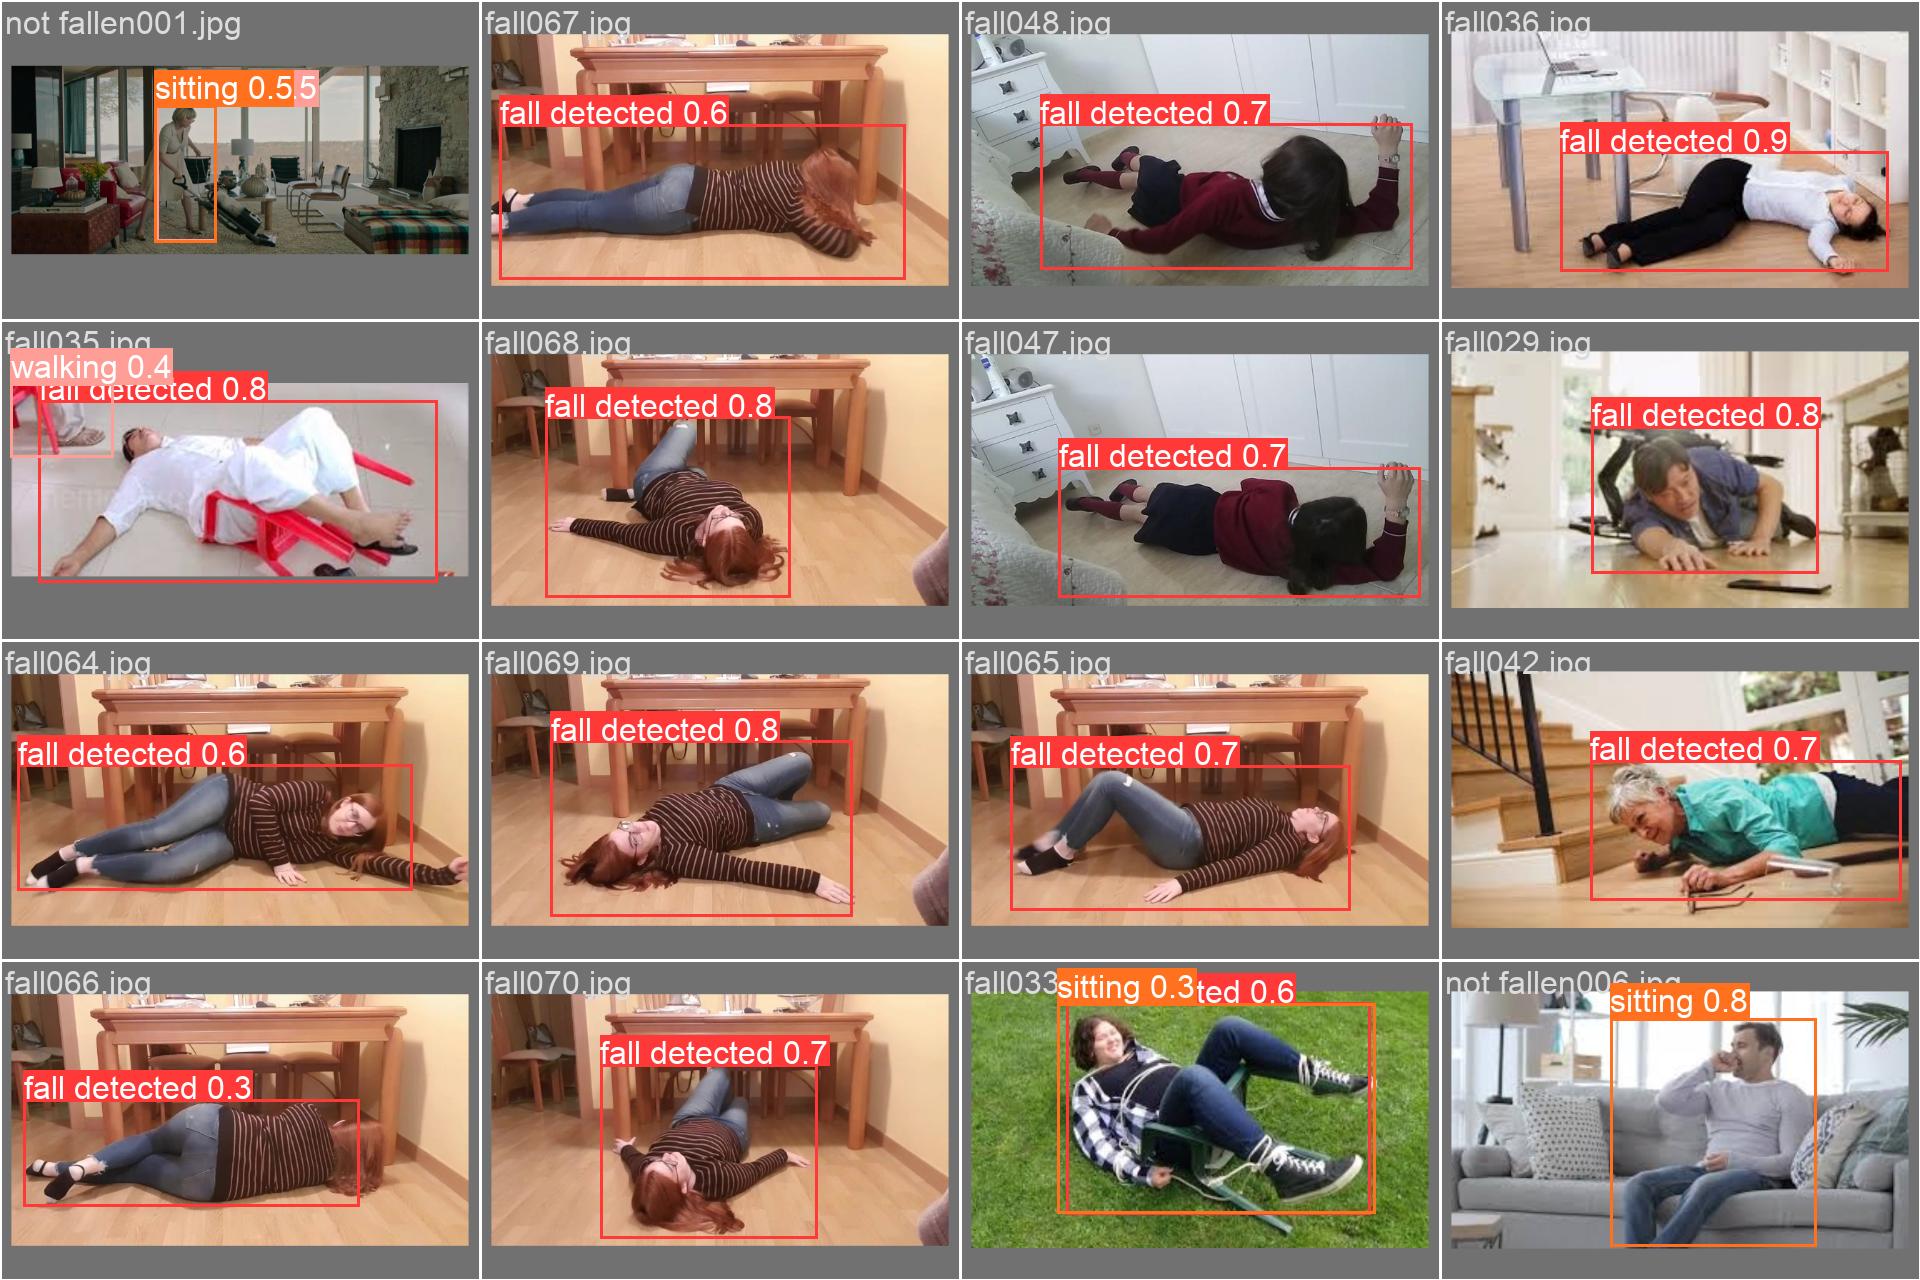 not fallen001.jpg
sitting 0.5.5
fall067.jpg
fall detected 0.6
fall048.jpg
fall detected 0.7
fall036.jpg
fall detected 0.9
fall035.jpg
walking 0.4
fall detected 0.8
fall068.jpg
fall detected 0.8
fall047.jpg
fall detected 0.7
fall029.jpg
fall detected 0.8
fall064.jpg
fall detected 0.6
fall069.jpg
fall detected 0.8
fall065.jpg
fall detected 0.7
fall042.jpg
fall detected 0.7
fall066.jpg
fall detected 0.3
fall070.jpg
fall detected 0.7
fall033
sitting 0.3
ted 0.6
not fallen006.jpg
sitting 0.8